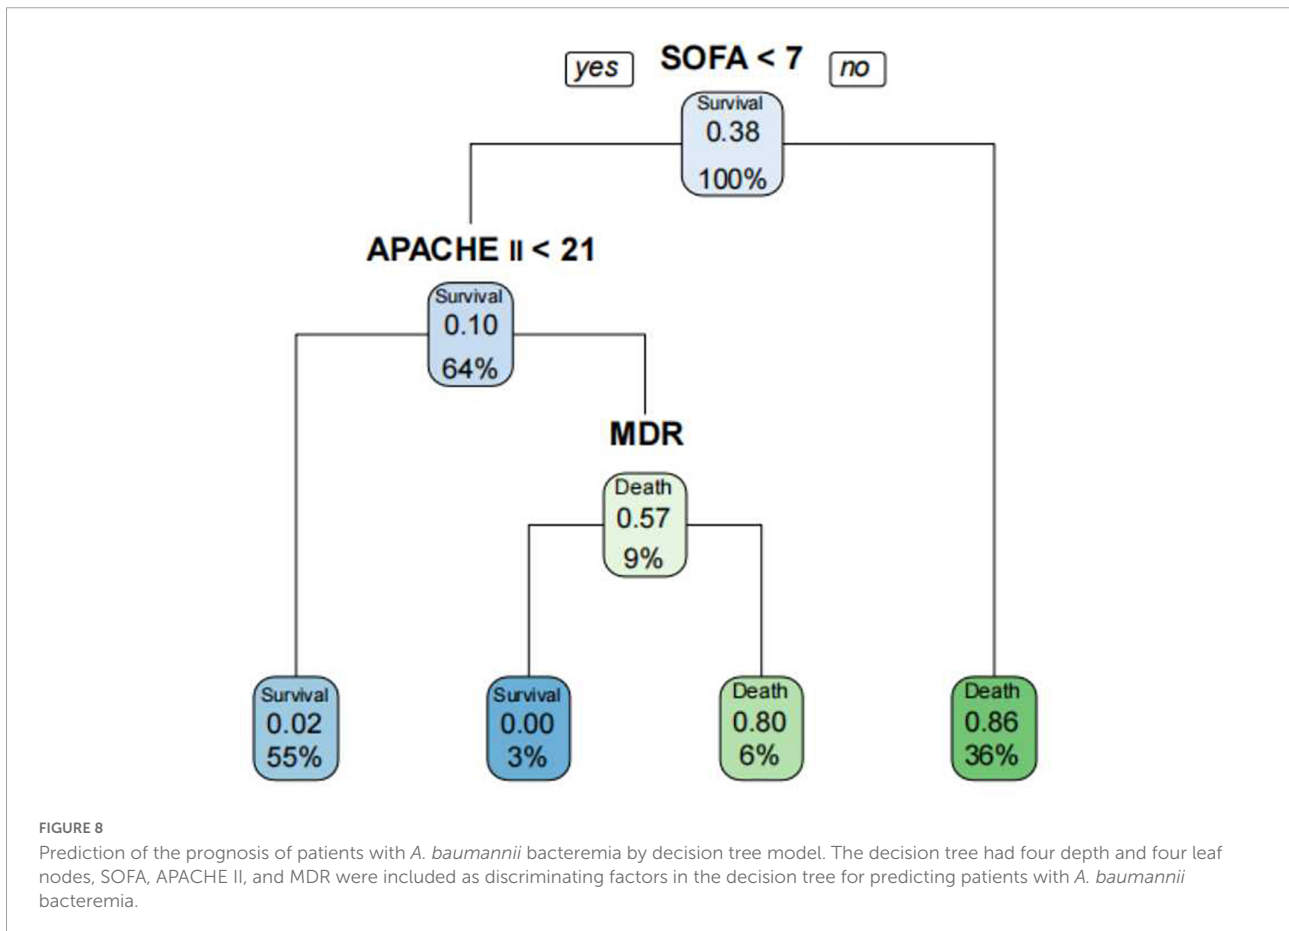 yes SOFA < 7 no
Survival
0.38
100%
APACHE II < 21
Survival
0.10
64%
MDR
Death
0.57
9%
Survival
0.02
55%
Survival
0.00
3%
Death
0.80
6%
Death
0.86
36%
FIGURE 8
Prediction of the prognosis of patients with A. baumannii bacteremia by decision tree model. The decision tree had four depth and four leaf
nodes, SOFA, APACHE II, and MDR were included as discriminating factors in the decision tree for predicting patients with A. baumannii
bacteremia.